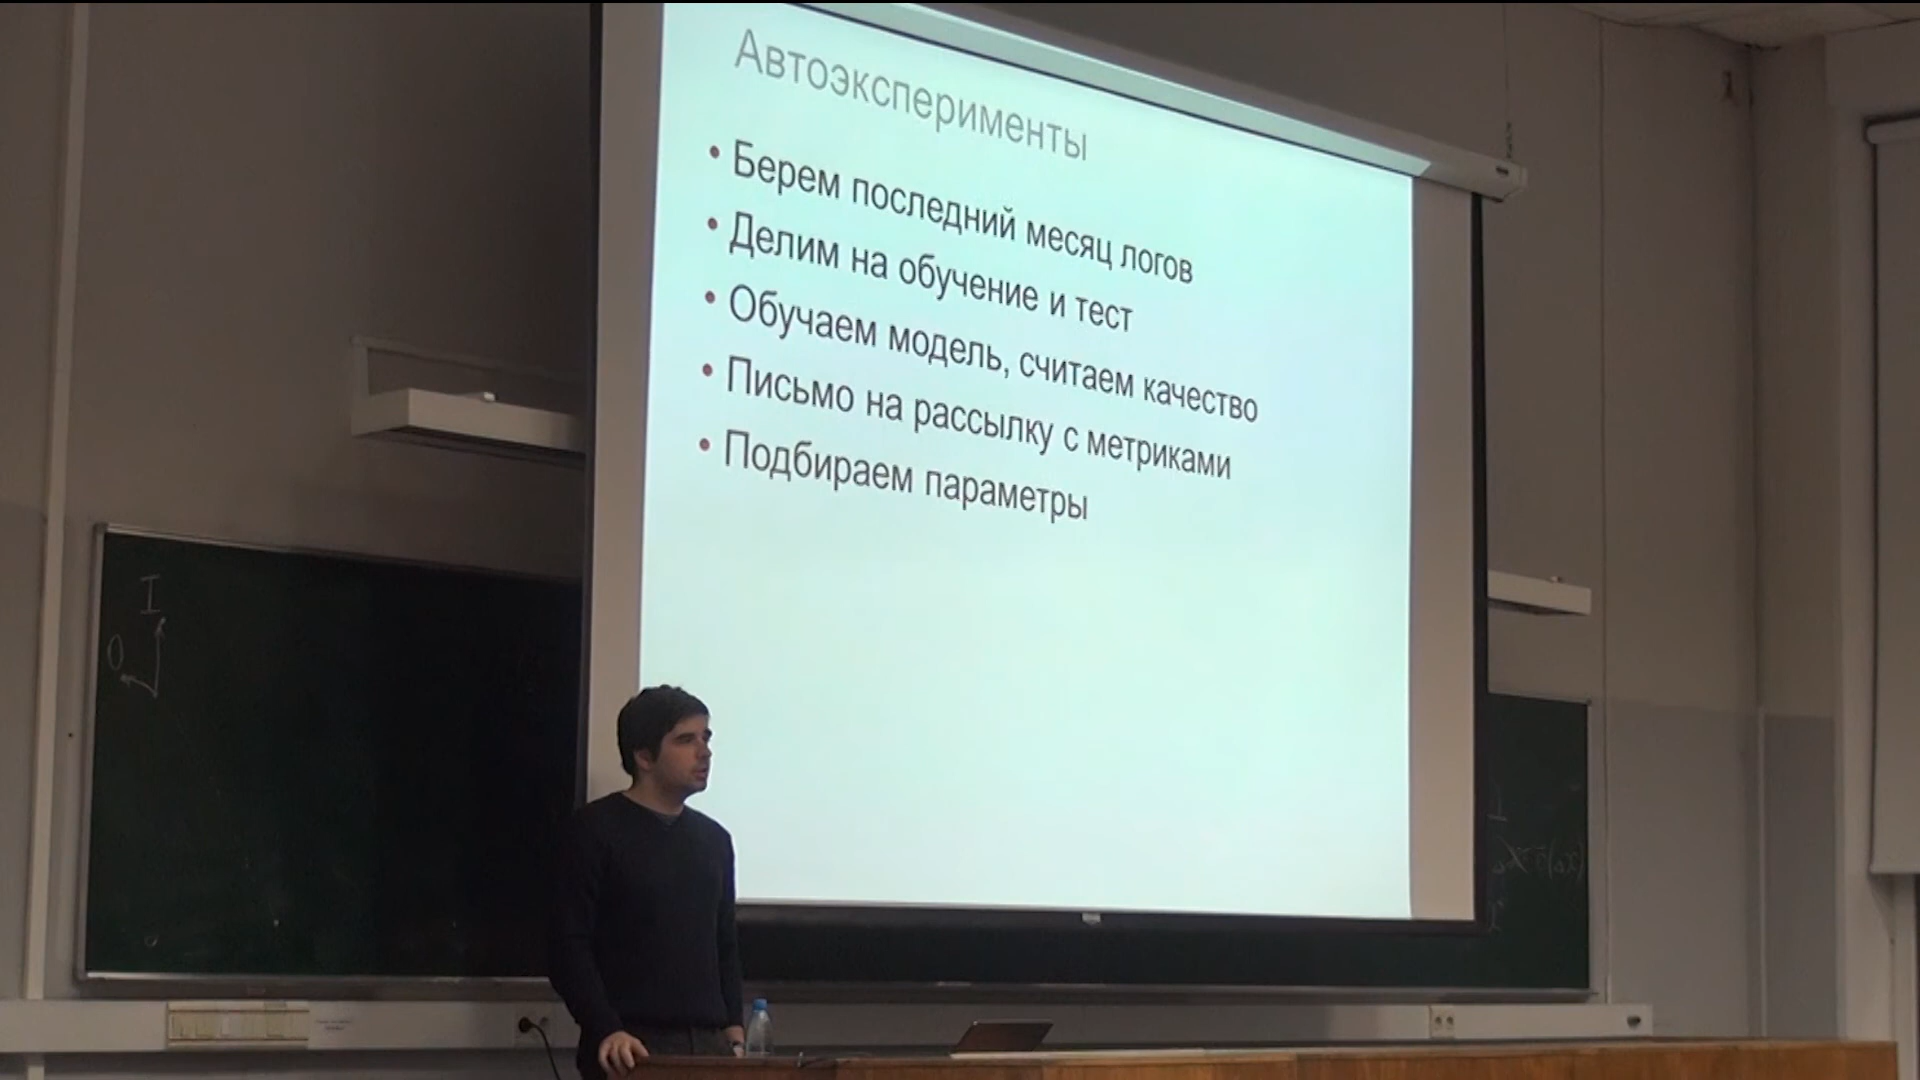 Автоэксперименты
• Берем последний месяц логов
• Делим на обучение и тест
• Обучаем модель, считаем качество
• Письмо на рассылку с метриками
• Подбираем параметры
I
0